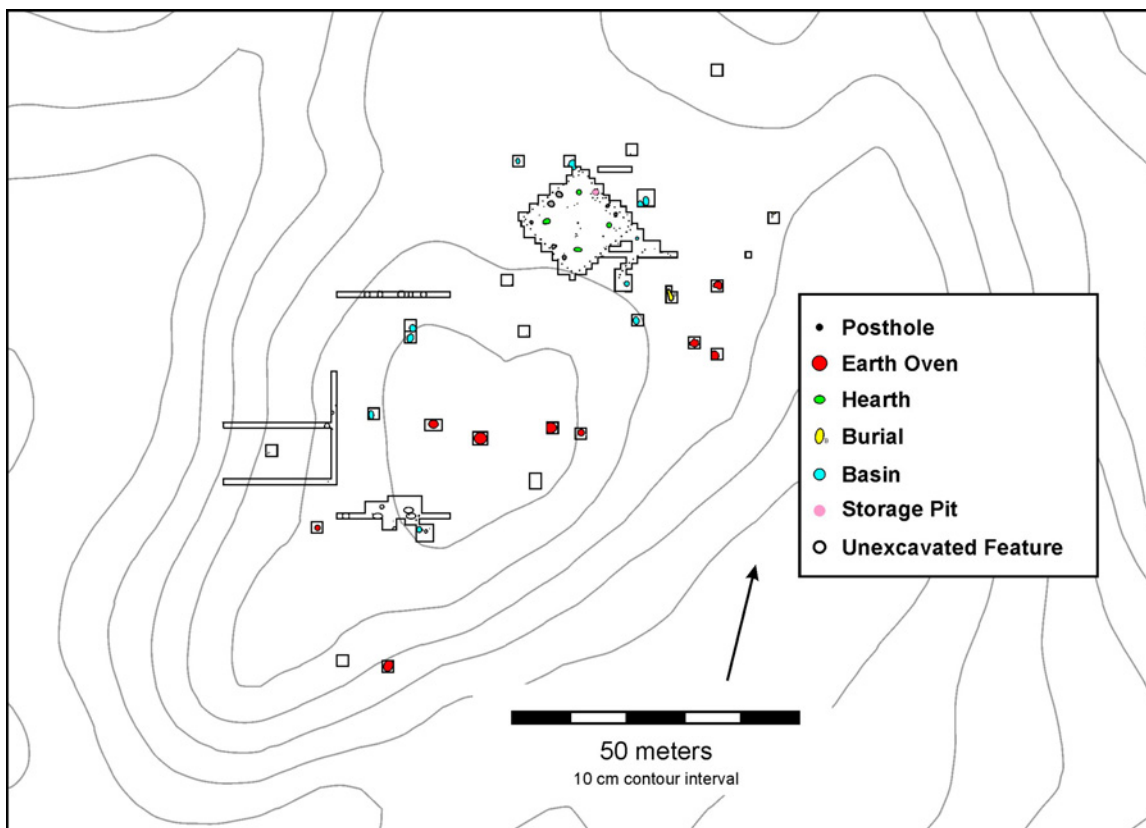 Posthole
Earth Oven
Hearth
Burial
Basin
Storage Pit
Unexcavated Feature
50 meters
10 cm contour interval